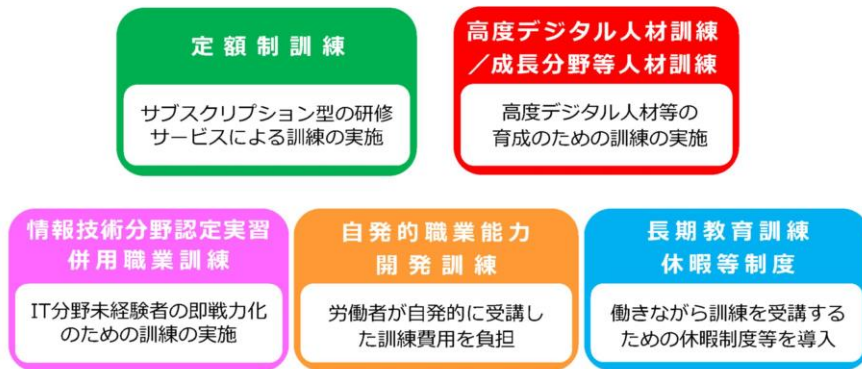 定額制訓練
サブスクリプション型の研修
サービスによる訓練の実施
高度デジタル人材訓練
／成長分野等人材訓練
高度デジタル人材等の
育成のための訓練の実施
情報技術分野認定実習
併用職業訓練
IT分野未経験者の即戦力化
のための訓練の実施
自発的職業能力
開発訓練
労働者が自発的に受講し
た訓練費用を負担
長期教育訓練
休暇等制度
働きながら訓練を受講する
ための休暇制度等を導入